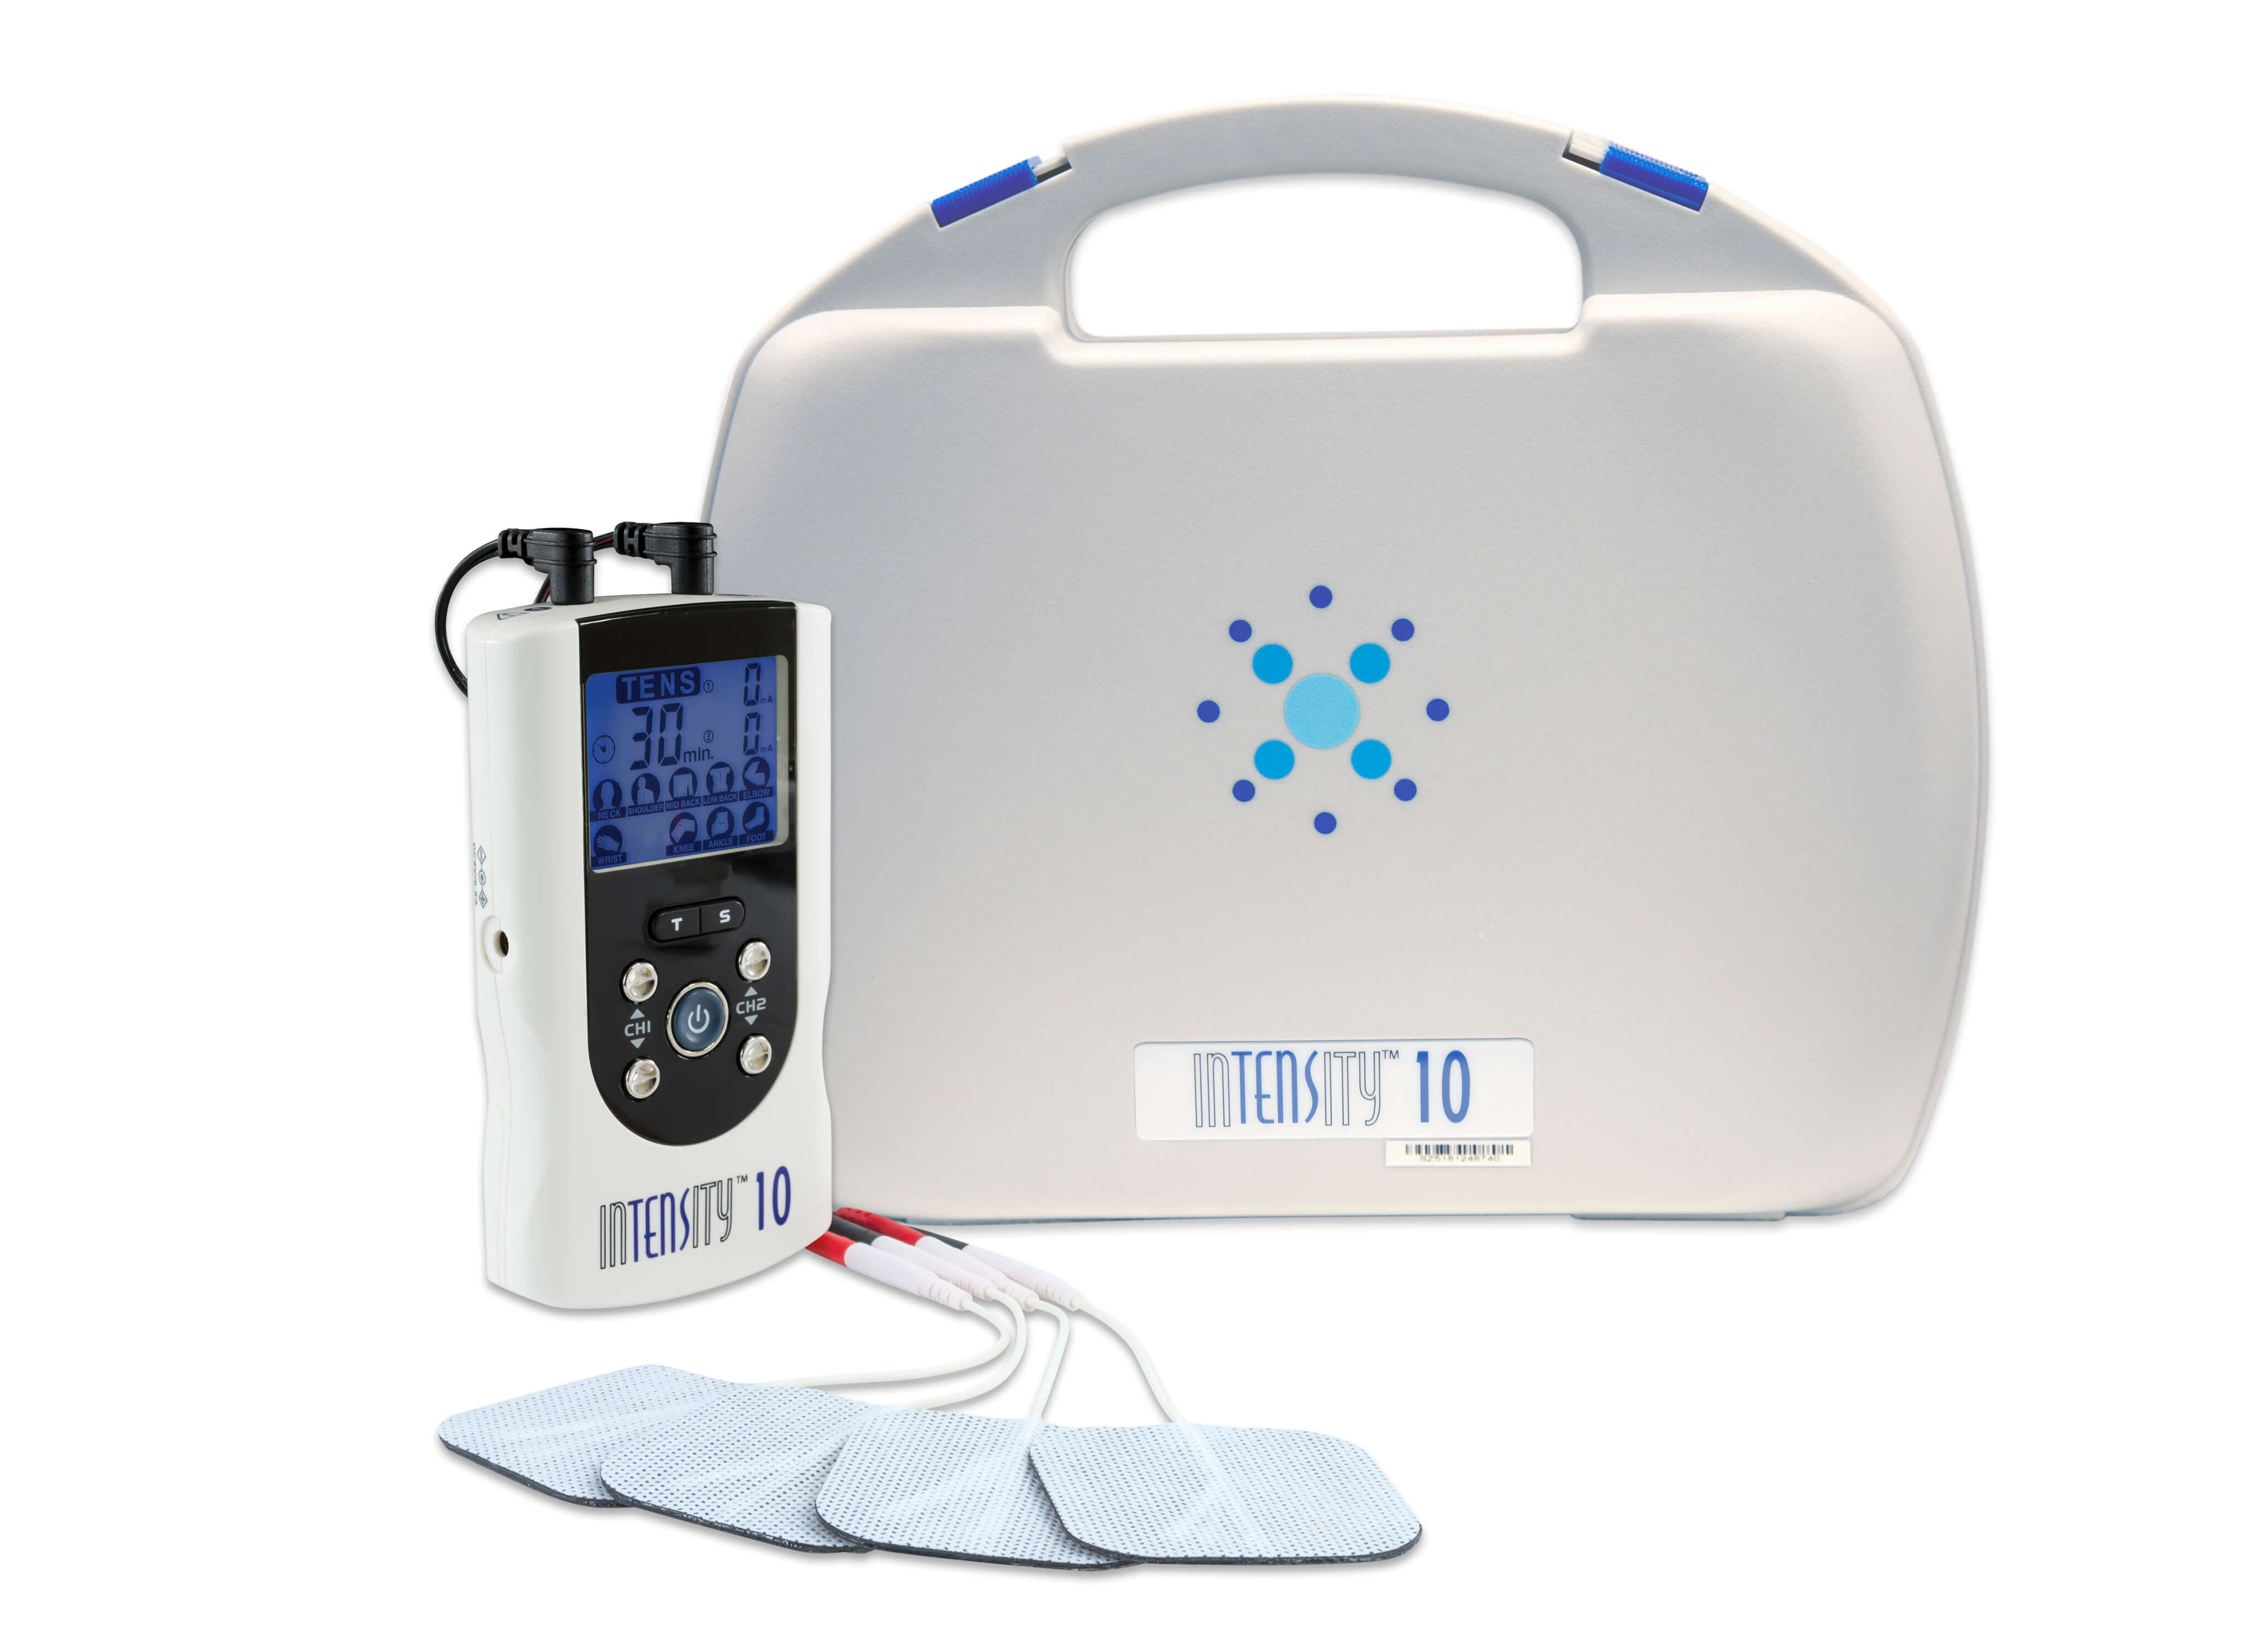 TENS ① 0 mA
30 min. ② 0 mA
NECK SHOULDER MID BACK LOW BACK ELBOW
WRIST KNEE ANKLE FOOT
T S
CH1 CH2
INTENSITY™ 10
INTENSITY™ 10